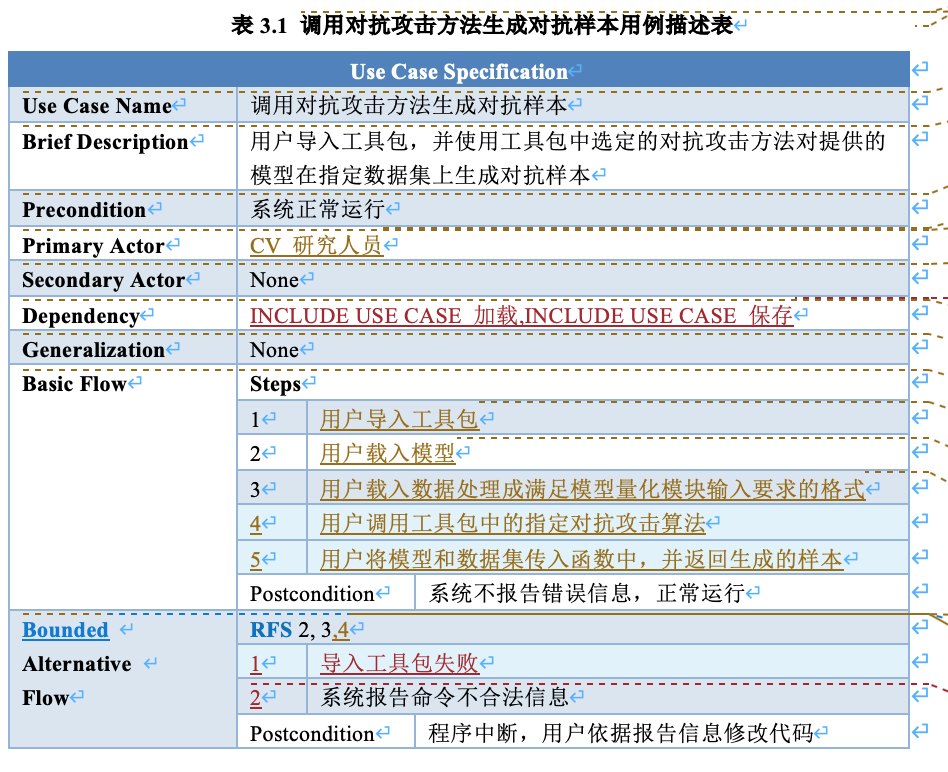 表 3.1 调用对抗攻击方法生成对抗样本用例描述表
Use Case Specification
Use Case Name 调用对抗攻击方法生成对抗样本
Brief Description 用户导入工具包，并使用工具包中选定的对抗攻击方法对提供的
模型在指定数据集上生成对抗样本
Precondition 系统正常运行
Primary Actor CV 研究人员
Secondary Actor None
Dependency INCLUDE USE CASE 加载,INCLUDE USE CASE 保存
Generalization None
Basic Flow Steps
1 用户导入工具包
2 用户载入模型
3 用户载入数据处理成满足模型量化模块输入要求的格式
4 用户调用工具包中的指定对抗攻击算法
5 用户将模型和数据集传入函数中，并返回生成的样本
Postcondition 系统不报告错误信息，正常运行
Bounded RFS 2, 3,4
Alternative 1 导入工具包失败
Flow 2 系统报告命令不合法信息
Postcondition 程序中断，用户依据报告信息修改代码